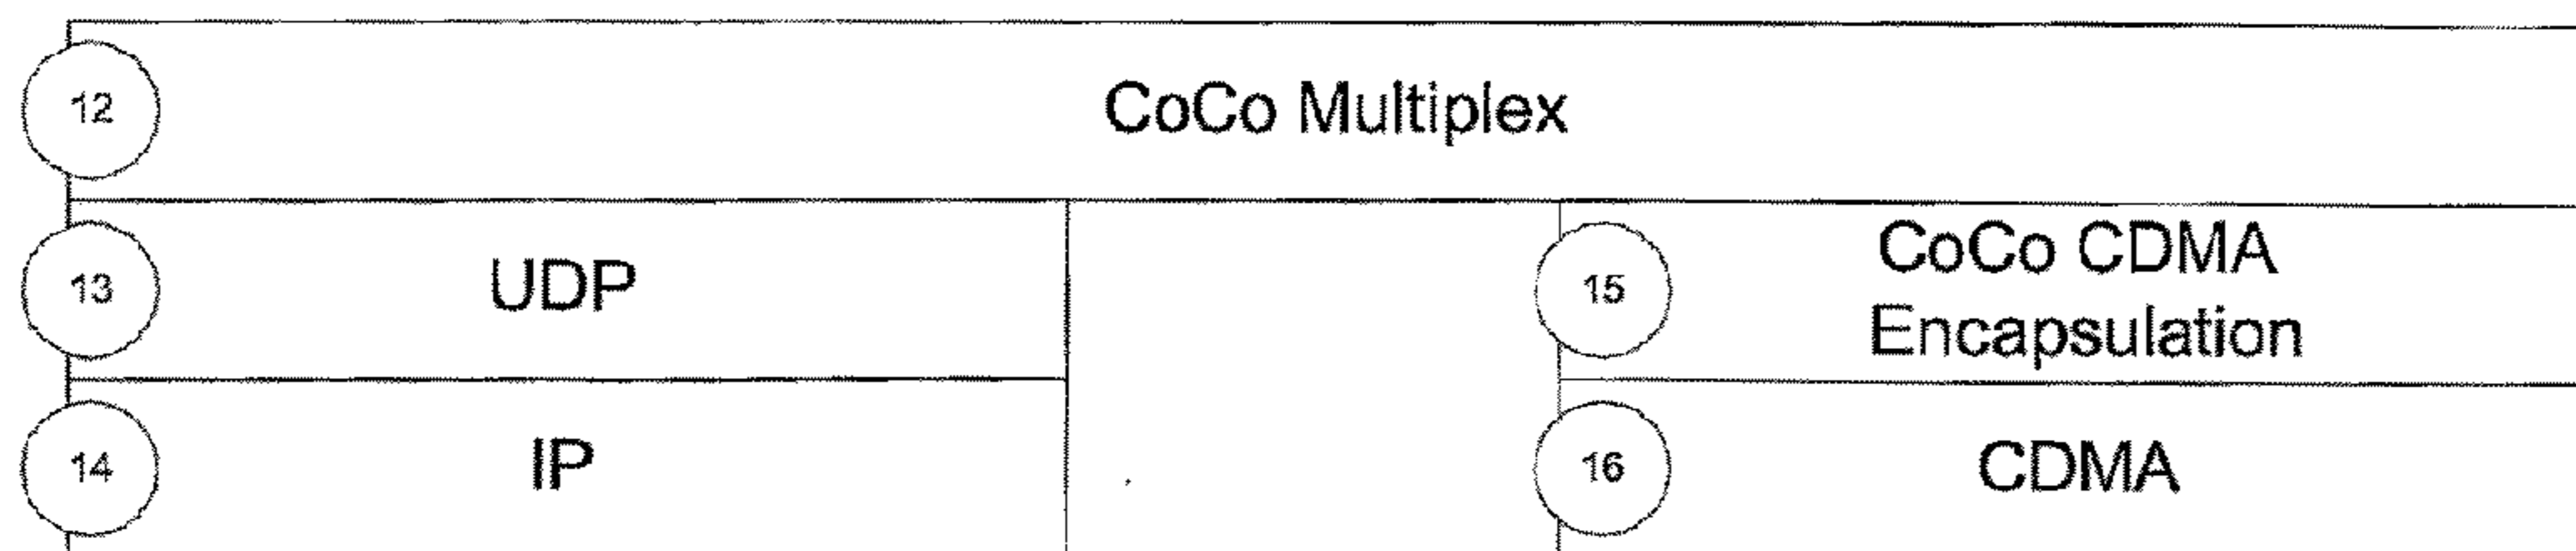 12 CoCo Multiplex
13 UDP
15 CoCo CDMA
Encapsulation
14 IP
16 CDMA